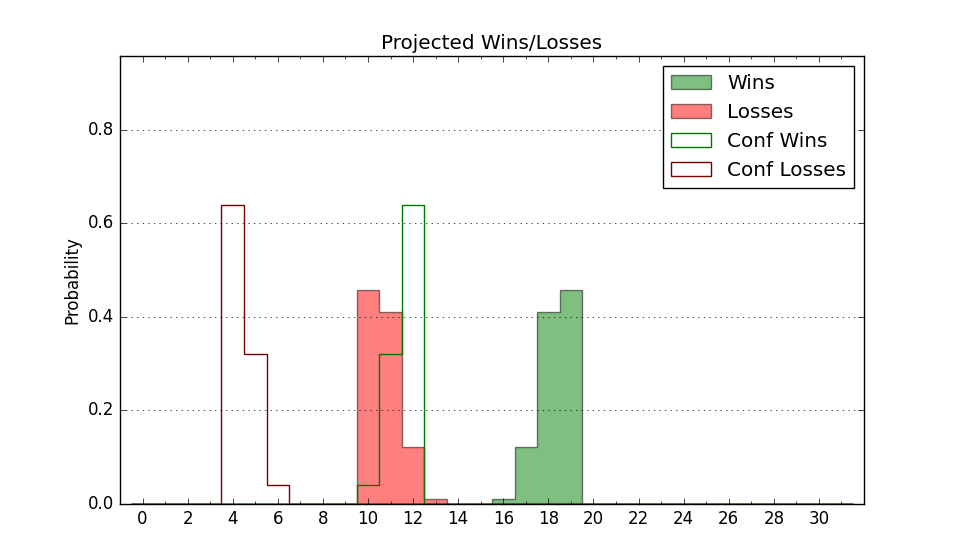 Projected Wins/Losses
Wins
Losses
Conf Wins
Conf Losses
Probability
0.8
0.6
0.4
0.2
0.0
0 2 4 6 8 10 12 14 16 18 20 22 24 26 28 30